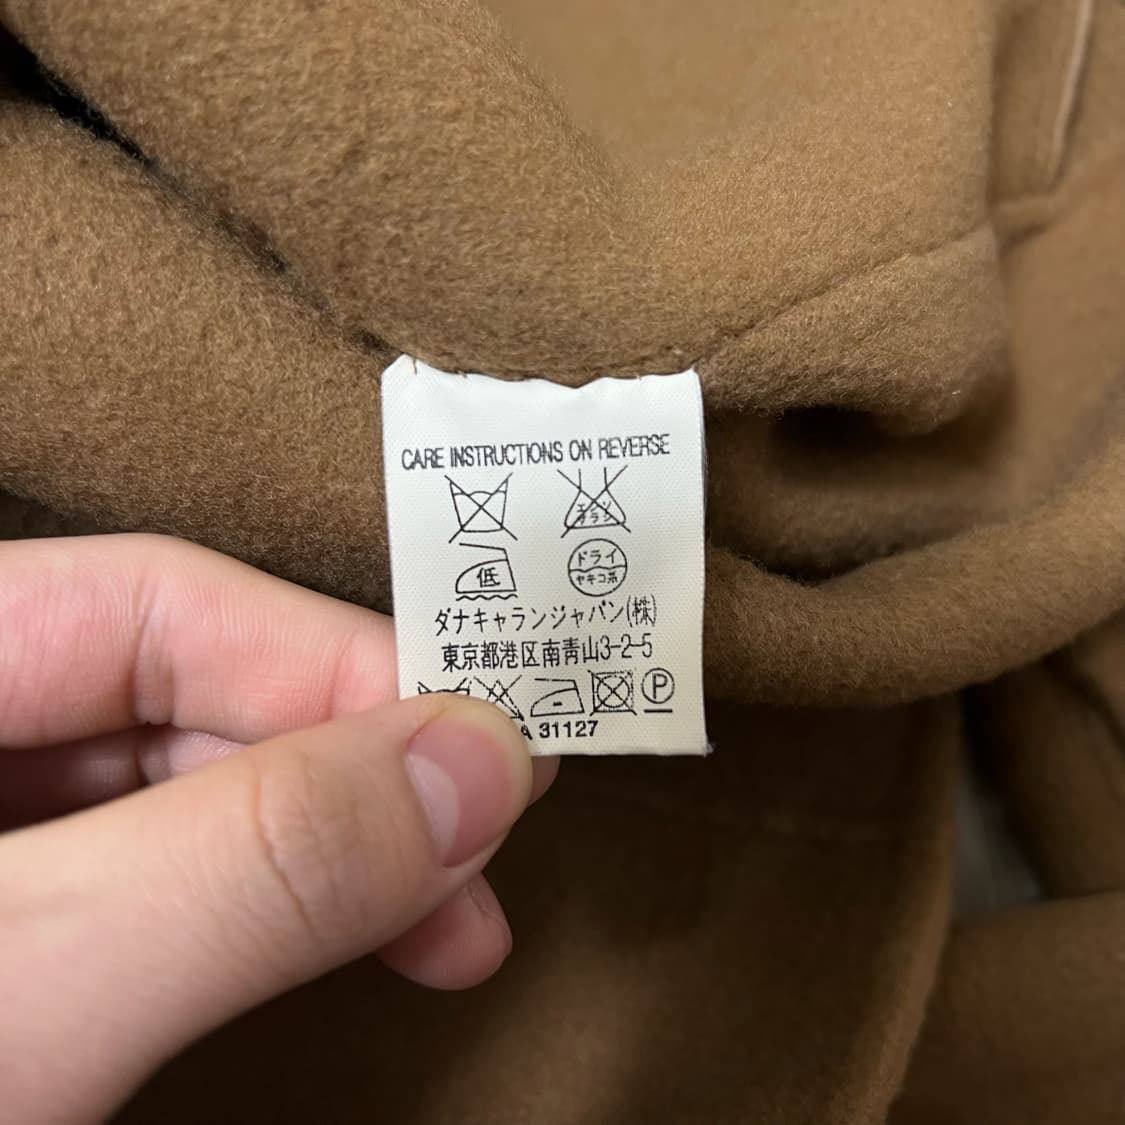 CARE INSTRUCTIONS ON REVERSE
エンソ
サラシ
低
ドライ
セキユ系
ダナキャランジャパン(株)
東京都港区南青山3-2-5
P
A 31127